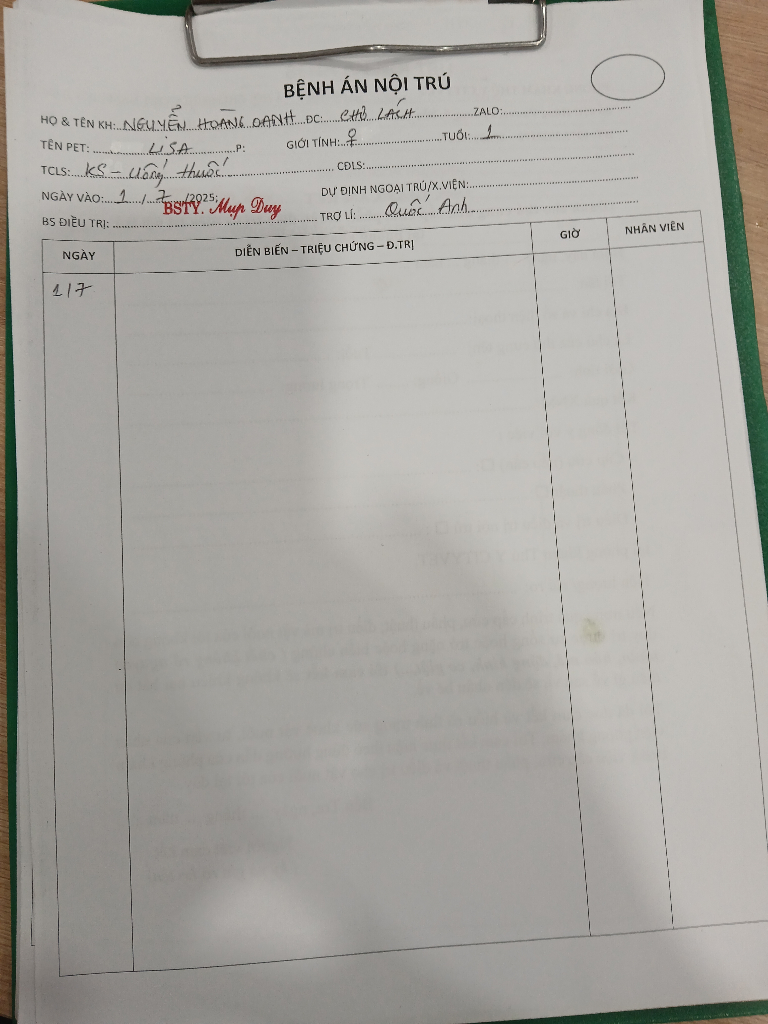 BỆNH ÁN NỘI TRÚ
HỌ & TÊN KH: NGUYỄN HOÀNG OANH ĐC: CHỢ LÁCH ZALO:
TÊN PET: LISA P: GIỚI TÍNH: ♀ TUỔI: 1
TCLS: KS – uống thuốc CĐLS:
NGÀY VÀO: 1 / 7 /2025; DỰ ĐỊNH NGOẠI TRÚ/X.VIỆN:
BS ĐIỀU TRỊ: BSTY. Mup Duy TRỢ LÍ: Quốc Anh
NGÀY DIỄN BIẾN – TRIỆU CHỨNG – Đ.TRỊ GIỜ NHÂN VIÊN
1/7